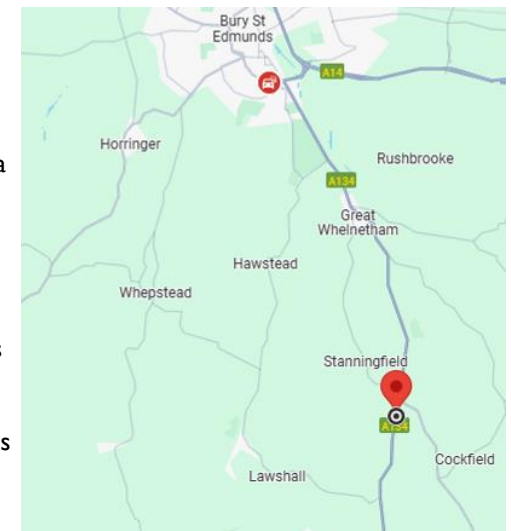 Bury St
Edmunds
A14
Horringer
a
Rushbrooke
A134
Great
Whelnetham
Hawstead
Whepstead
s
Stanningfield
A134
s
Cockfield
Lawshall